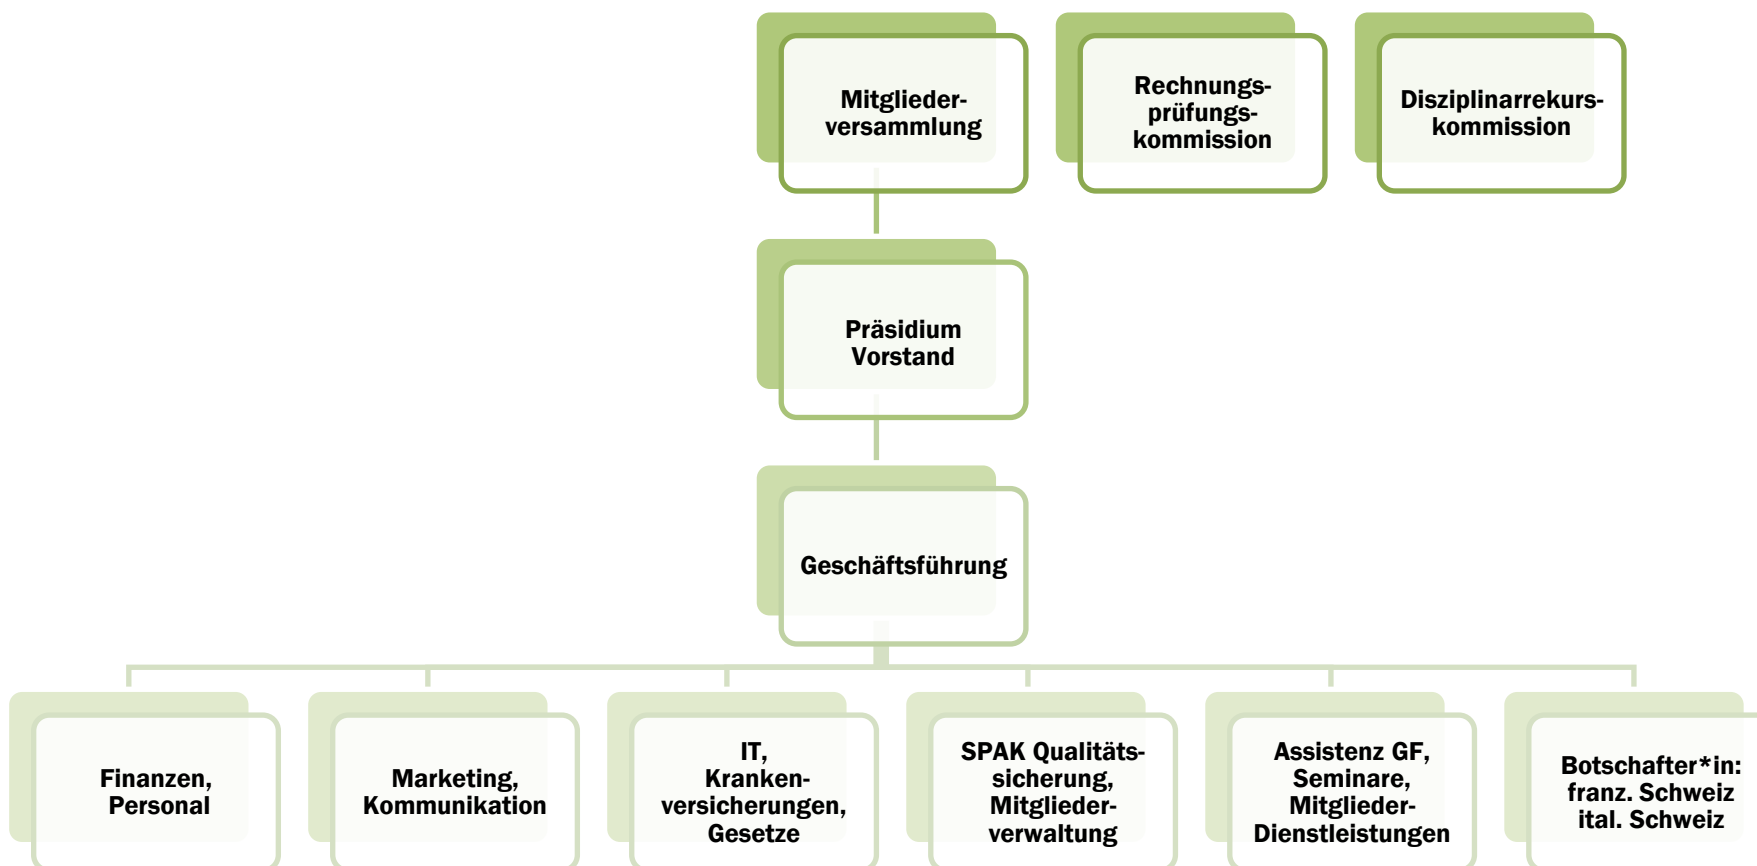 Mitglieder-
versammlung
Rechnungs-
prüfungs-
kommission
Disziplinarrekurs-
kommission
Präsidium
Vorstand
Geschäftsführung
Finanzen,
Personal
Marketing,
Kommunikation
IT,
Kranken-
versicherungen,
Gesetze
SPAK Qualitäts-
sicherung,
Mitglieder-
verwaltung
Assistenz GF,
Seminare,
Mitglieder-
Dienstleistungen
Botschafter*in:
franz. Schweiz
ital. Schweiz